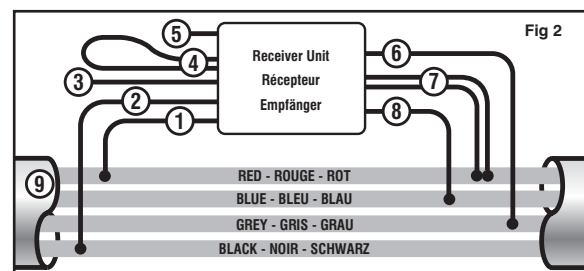 Fig 2
5
Receiver Unit
6
4
Récepteur
7
3
2
Empfänger
8
1
9
RED - ROUGE - ROT
BLUE - BLEU - BLAU
GREY - GRIS - GRAU
BLACK - NOIR - SCHWARZ